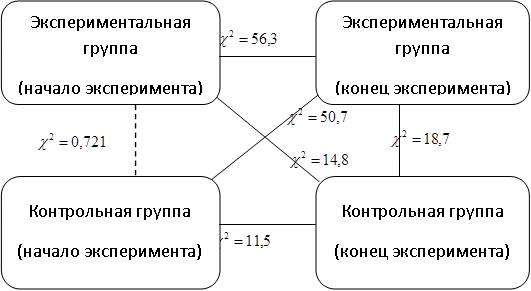 Экспериментальная
группа
(начало эксперимента)
χ² = 56,3
Экспериментальная
группа
(конец эксперимента)
χ² = 0,721
χ² = 50,7
χ² = 14,8
χ² = 18,7
Контрольная группа
(начало эксперимента)
χ² = 11,5
Контрольная группа
(конец эксперимента)